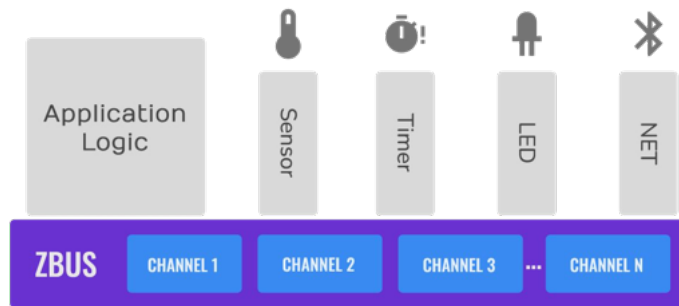 Application
Logic
Sensor
Timer
LED
NET
ZBUS
CHANNEL 1
CHANNEL 2
CHANNEL 3
...
CHANNEL N
!